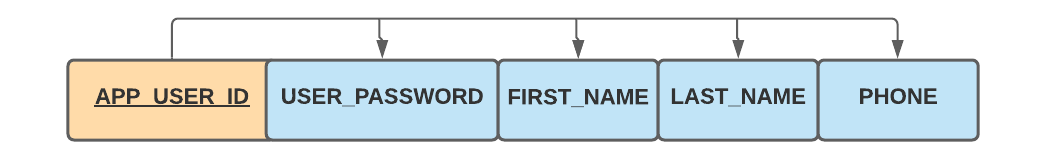 APP_USER_ID USER_PASSWORD FIRST_NAME LAST_NAME PHONE